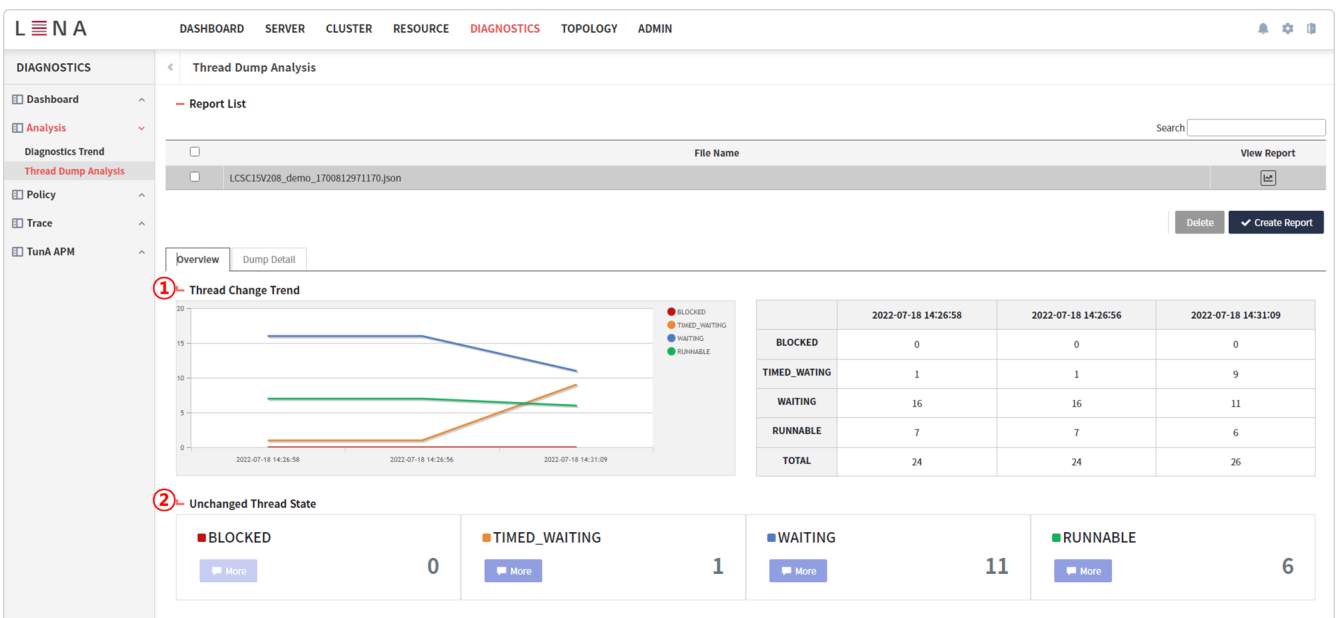 LENA
DASHBOARD SERVER CLUSTER RESOURCE DIAGNOSTICS TOPOLOGY ADMIN
DIAGNOSTICS
Dashboard
Analysis
Diagnostics Trend
Thread Dump Analysis
Policy
Trace
TunA APM
Thread Dump Analysis
Report List
Search
File Name View Report
LCSC15V208_demo_1700812971170.json
Delete Create Report
Overview Dump Detail
① Thread Change Trend
20
15
10
5
0
2022-07-18 14:26:58 2022-07-18 14:26:56 2022-07-18 14:31:09
BLOCKED
TIMED_WAITING
WAITING
RUNNABLE
2022-07-18 14:26:58 2022-07-18 14:26:56 2022-07-18 14:31:09
BLOCKED 0 0 0
TIMED_WATING 1 1 9
WAITING 16 16 11
RUNNABLE 7 7 6
TOTAL 24 24 26
② Unchanged Thread State
BLOCKED
More 0
TIMED_WAITING
More 1
WAITING
More 11
RUNNABLE
More 6